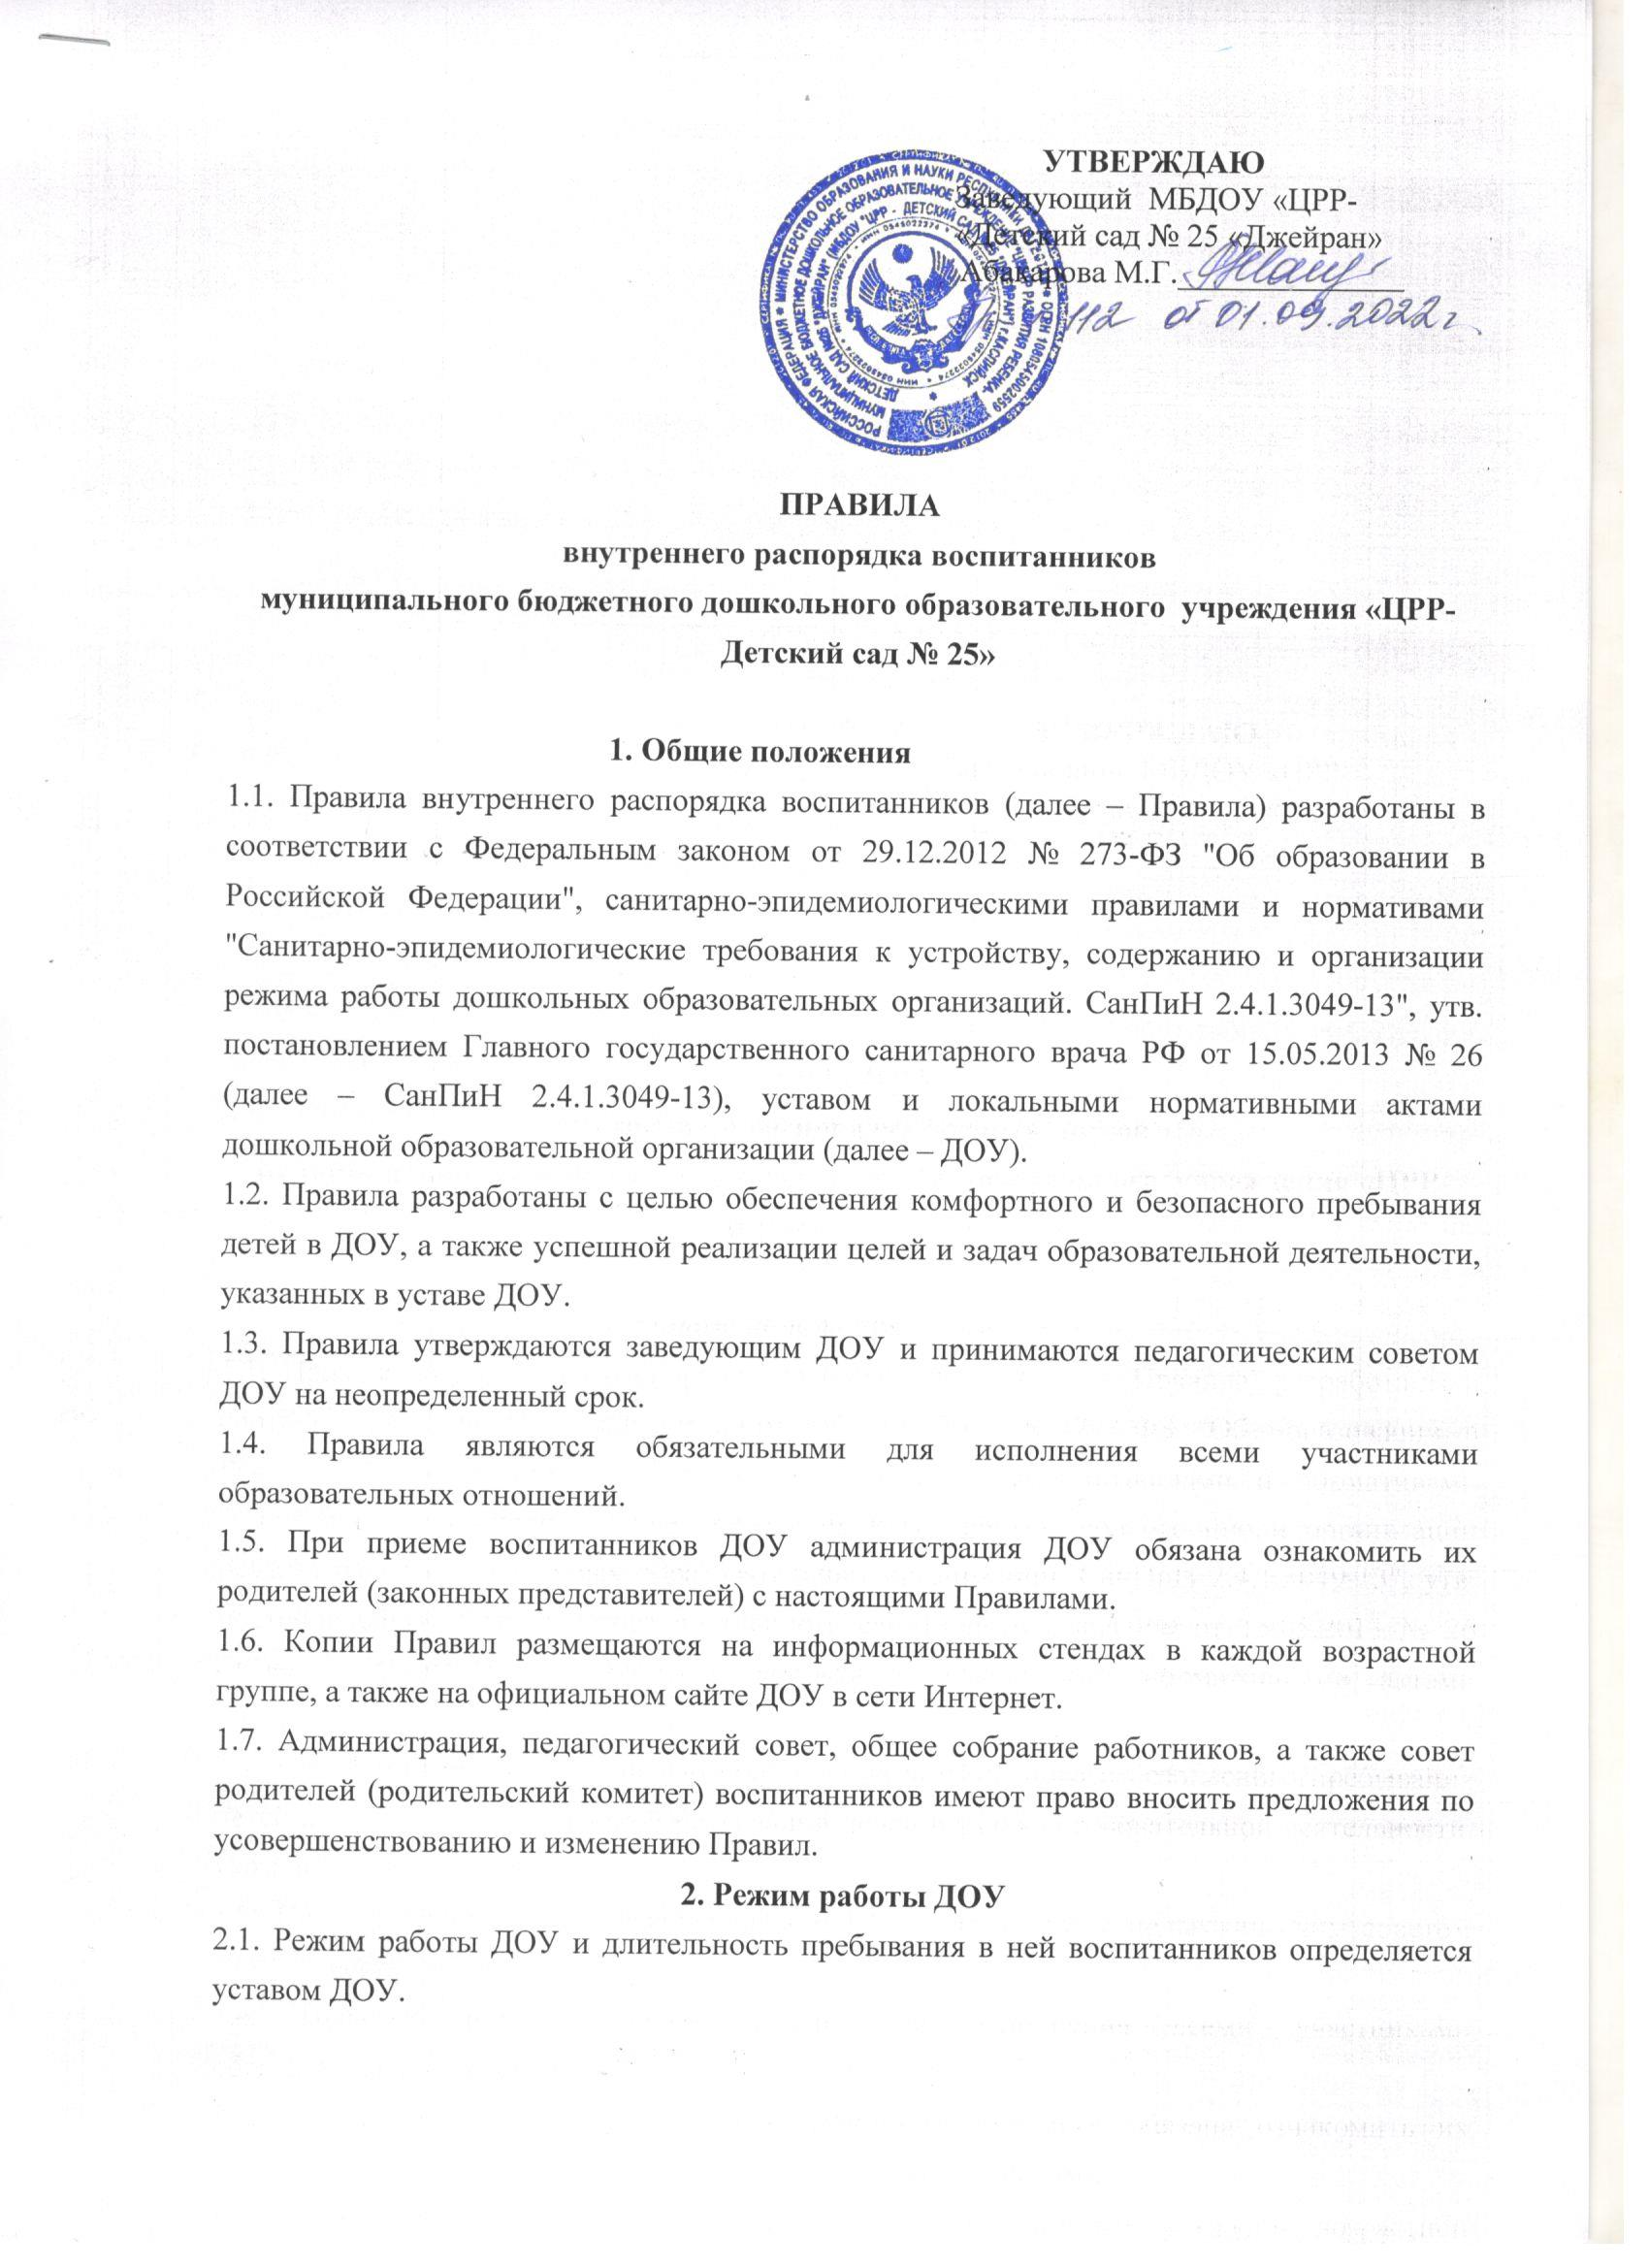 УТВЕРЖДАЮ
Заведующий МБДОУ «ЦРР-
«Детский сад № 25 «Джейран»
Абакарова М.Г.
112 от 01.09.2022г
ПРАВИЛА
внутреннего распорядка воспитанников
муниципального бюджетного дошкольного образовательного учреждения «ЦРР-
Детский сад № 25»
1. Общие положения
1.1. Правила внутреннего распорядка воспитанников (далее – Правила) разработаны в
соответствии с Федеральным законом от 29.12.2012 № 273-ФЗ "Об образовании в
Российской Федерации", санитарно-эпидемиологическими правилами и нормативами
"Санитарно-эпидемиологические требования к устройству, содержанию и организации
режима работы дошкольных образовательных организаций. СанПиН 2.4.1.3049-13", утв.
постановлением Главного государственного санитарного врача РФ от 15.05.2013 № 26
(далее – СанПиН 2.4.1.3049-13), уставом и локальными нормативными актами
дошкольной образовательной организации (далее – ДОУ).
1.2. Правила разработаны с целью обеспечения комфортного и безопасного пребывания
детей в ДОУ, а также успешной реализации целей и задач образовательной деятельности,
указанных в уставе ДОУ.
1.3. Правила утверждаются заведующим ДОУ и принимаются педагогическим советом
ДОУ на неопределенный срок.
1.4. Правила являются обязательными для исполнения всеми участниками
образовательных отношений.
1.5. При приеме воспитанников ДОУ администрация ДОУ обязана ознакомить их
родителей (законных представителей) с настоящими Правилами.
1.6. Копии Правил размещаются на информационных стендах в каждой возрастной
группе, а также на официальном сайте ДОУ в сети Интернет.
1.7. Администрация, педагогический совет, общее собрание работников, а также совет
родителей (родительский комитет) воспитанников имеют право вносить предложения по
усовершенствованию и изменению Правил.
2. Режим работы ДОУ
2.1. Режим работы ДОУ и длительность пребывания в ней воспитанников определяется
уставом ДОУ.